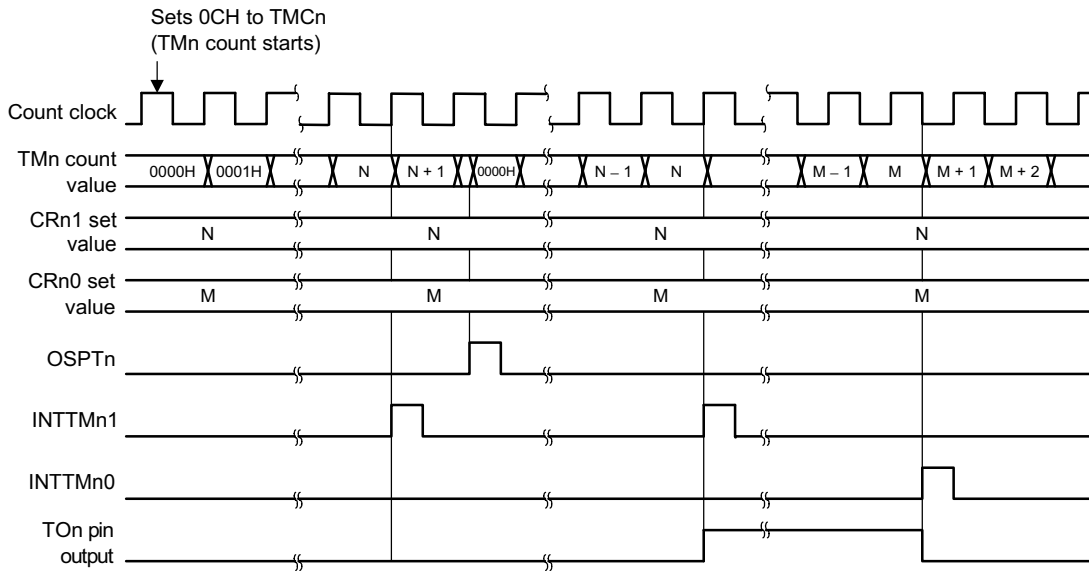 Sets 0CH to TMCn
(TMn count starts)
Count clock
TMn count
value
0000H 0001H N N + 1 0000H N – 1 N M – 1 M M + 1 M + 2
CRn1 set
value
N N N N
CRn0 set
value
M M M M
OSPTn
INTTMn1
INTTMn0
TOn pin
output